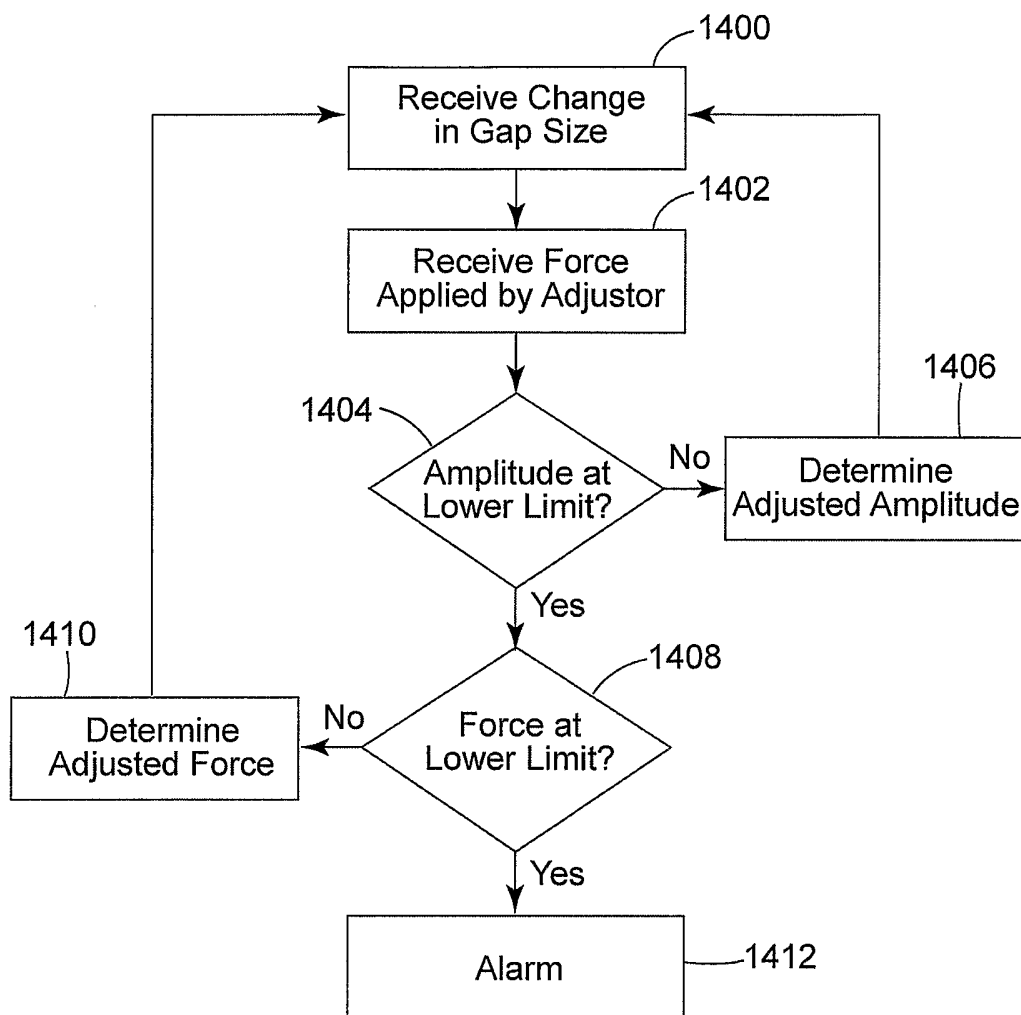 1400
Receive Change
in Gap Size
1402
Receive Force
Applied by Adjustor
1404
Amplitude at
Lower Limit?
No
1406
Determine
Adjusted Amplitude
Yes
1408
Force at
Lower Limit?
No
1410
Determine
Adjusted Force
Yes
Alarm
1412